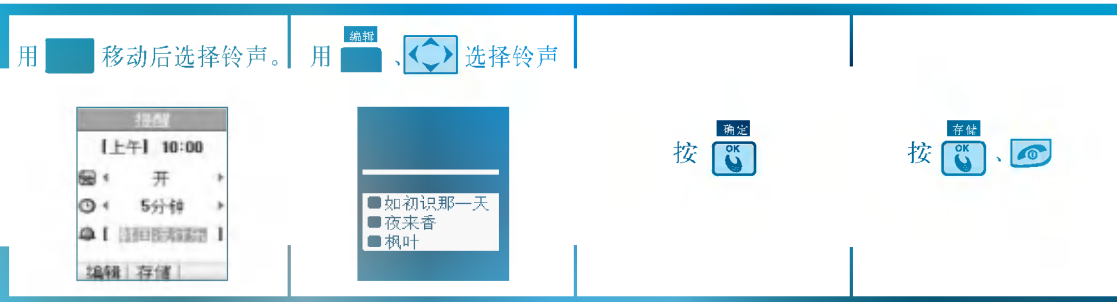 用 移动后选择铃声。
提醒
【上午】 10:00
开
5分钟
编辑 存储
编辑
用 、 选择铃声
如初识那一天
夜来香
枫叶
确定
按 OK
存储
按 OK 、